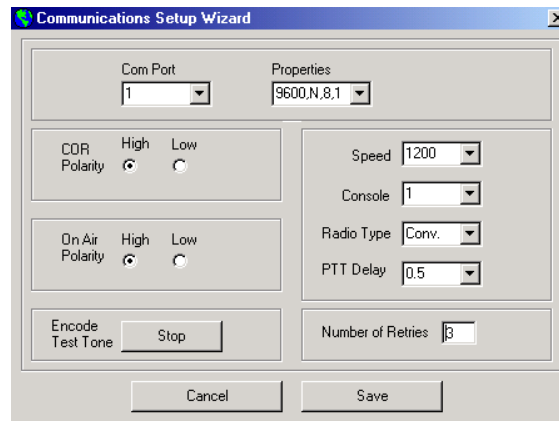 Communications Setup Wizard
Com Port
1
Properties
9600,N,8,1
COR Polarity
High Low
On Air Polarity
High Low
Encode Test Tone
Stop
Speed 1200
Console 1
Radio Type Conv.
PTT Delay 0.5
Number of Retries 3
Cancel
Save